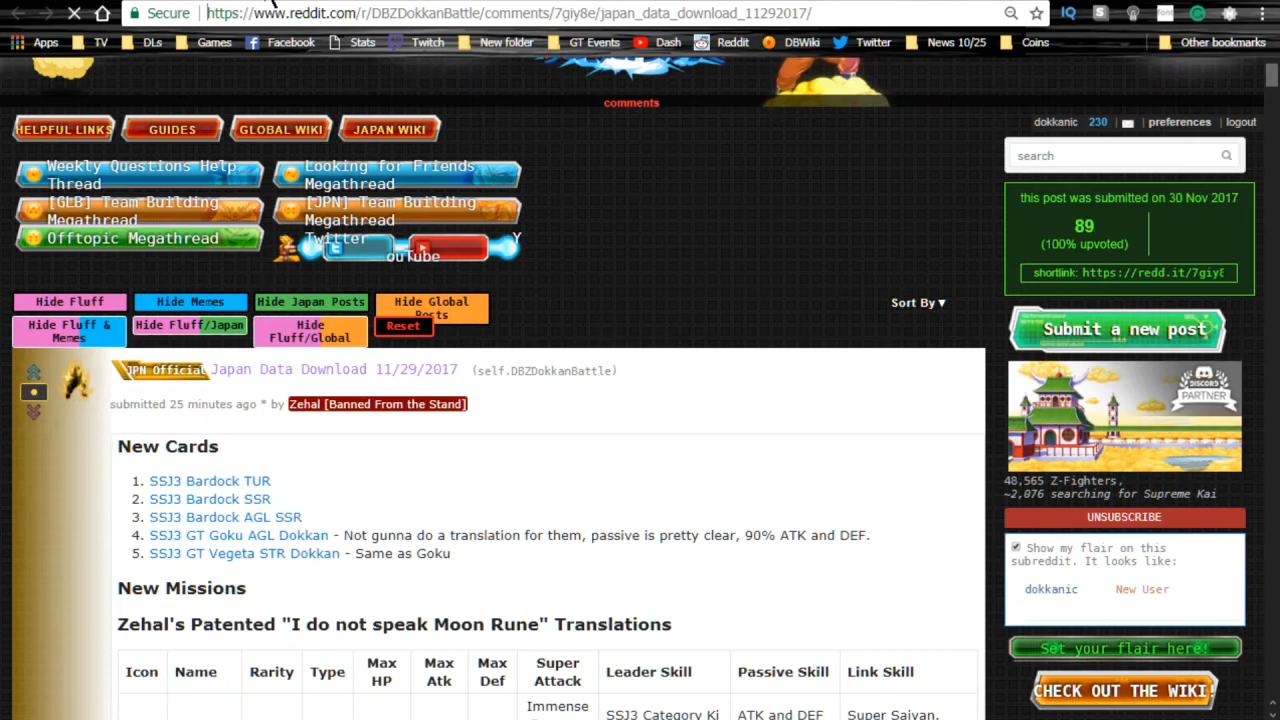 Secure | https://www.reddit.com/r/DBZDokkanBattle/comments/7giy8e/japan_data_download_11292017/
Apps TV DLs Games Facebook Stats Twitch New folder GT Events Dash Reddit DBWiki Twitter News 10/25 Coins Other bookmarks
comments
HELPFUL LINKS GUIDES GLOBAL WIKI JAPAN WIKI
dokkanic 230 | preferences | logout
search
Weekly Questions Help Thread
Looking for Friends Megathread
[GLB] Team Building Megathread
[JPN] Team Building Megathread
Offtopic Megathread
Twitter
YouTube
this post was submitted on 30 Nov 2017
89
(100% upvoted)
shortlink: https://redd.it/7giy8
Hide Fluff Hide Memes Hide Japan Posts Hide Global Posts
Hide Fluff & Memes Hide Fluff/Japan Hide Fluff/Global Reset
Sort By ▼
Submit a new post
JPN Official Japan Data Download 11/29/2017 (self.DBZDokkanBattle)
submitted 25 minutes ago * by Zehal [Banned From the Stand]
DISCORD PARTNER
New Cards
1. SSJ3 Bardock TUR
2. SSJ3 Bardock SSR
3. SSJ3 Bardock AGL SSR
4. SSJ3 GT Goku AGL Dokkan - Not gunna do a translation for them, passive is pretty clear, 90% ATK and DEF.
5. SSJ3 GT Vegeta STR Dokkan - Same as Goku
48,565 Z-Fighters,
~2,076 searching for Supreme Kai
UNSUBSCRIBE
Show my flair on this subreddit. It looks like:
dokkanic New User
New Missions
Zehal's Patented "I do not speak Moon Rune" Translations
Set your flair here!
CHECK OUT THE WIKI!
Icon Name Rarity Type Max HP Max Atk Max Def Super Attack Leader Skill Passive Skill Link Skill
Immense
SSJ3 Category Ki ATK and DEF Super Saiyan,